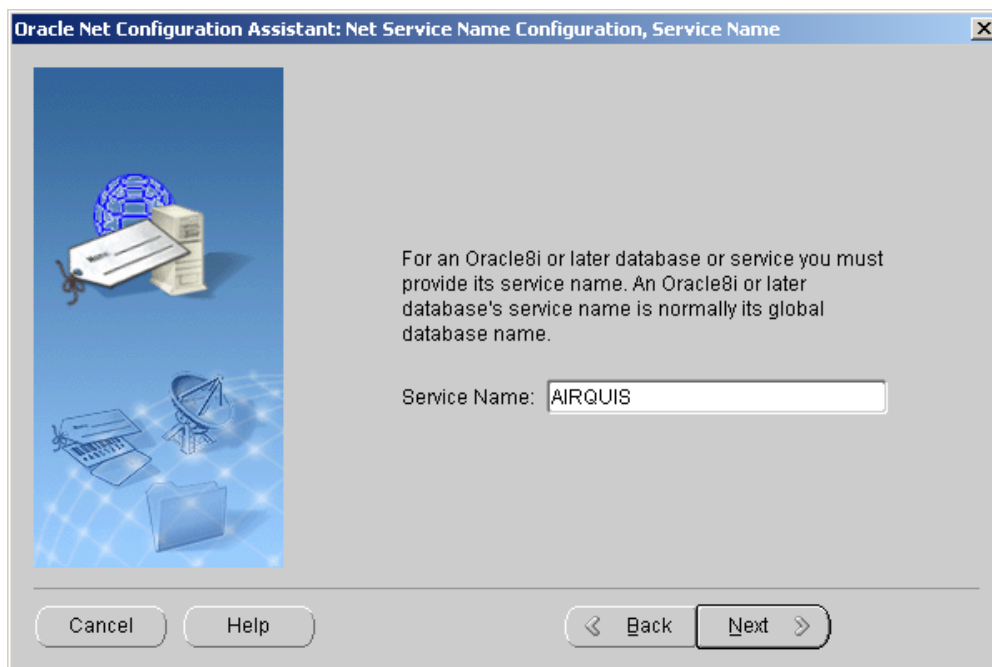 Oracle Net Configuration Assistant: Net Service Name Configuration, Service Name
For an Oracle8i or later database or service you must
provide its service name. An Oracle8i or later
database's service name is normally its global
database name.
Service Name: AIRQUIS
Cancel Help Back Next